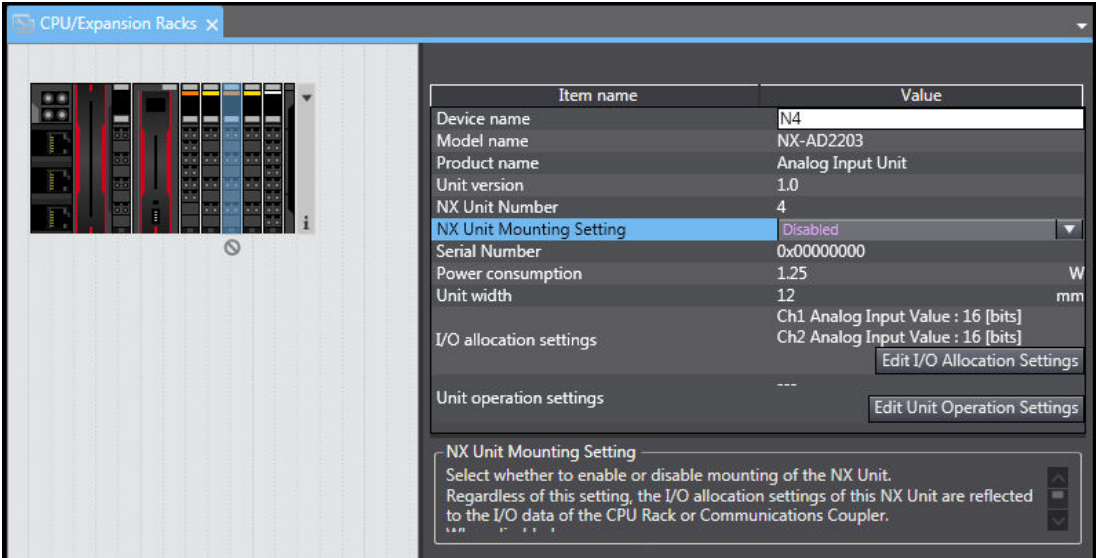 CPU/Expansion Racks
Item name Value
Device name N4
Model name NX-AD2203
Product name Analog Input Unit
Unit version 1.0
NX Unit Number 4
NX Unit Mounting Setting Disabled
Serial Number 0x00000000
Power consumption 1.25 W
Unit width 12 mm
I/O allocation settings
Ch1 Analog Input Value : 16 [bits]
Ch2 Analog Input Value : 16 [bits]
Edit I/O Allocation Settings
Unit operation settings
---
Edit Unit Operation Settings
NX Unit Mounting Setting
Select whether to enable or disable mounting of the NX Unit.
Regardless of this setting, the I/O allocation settings of this NX Unit are reflected
to the I/O data of the CPU Rack or Communications Coupler.